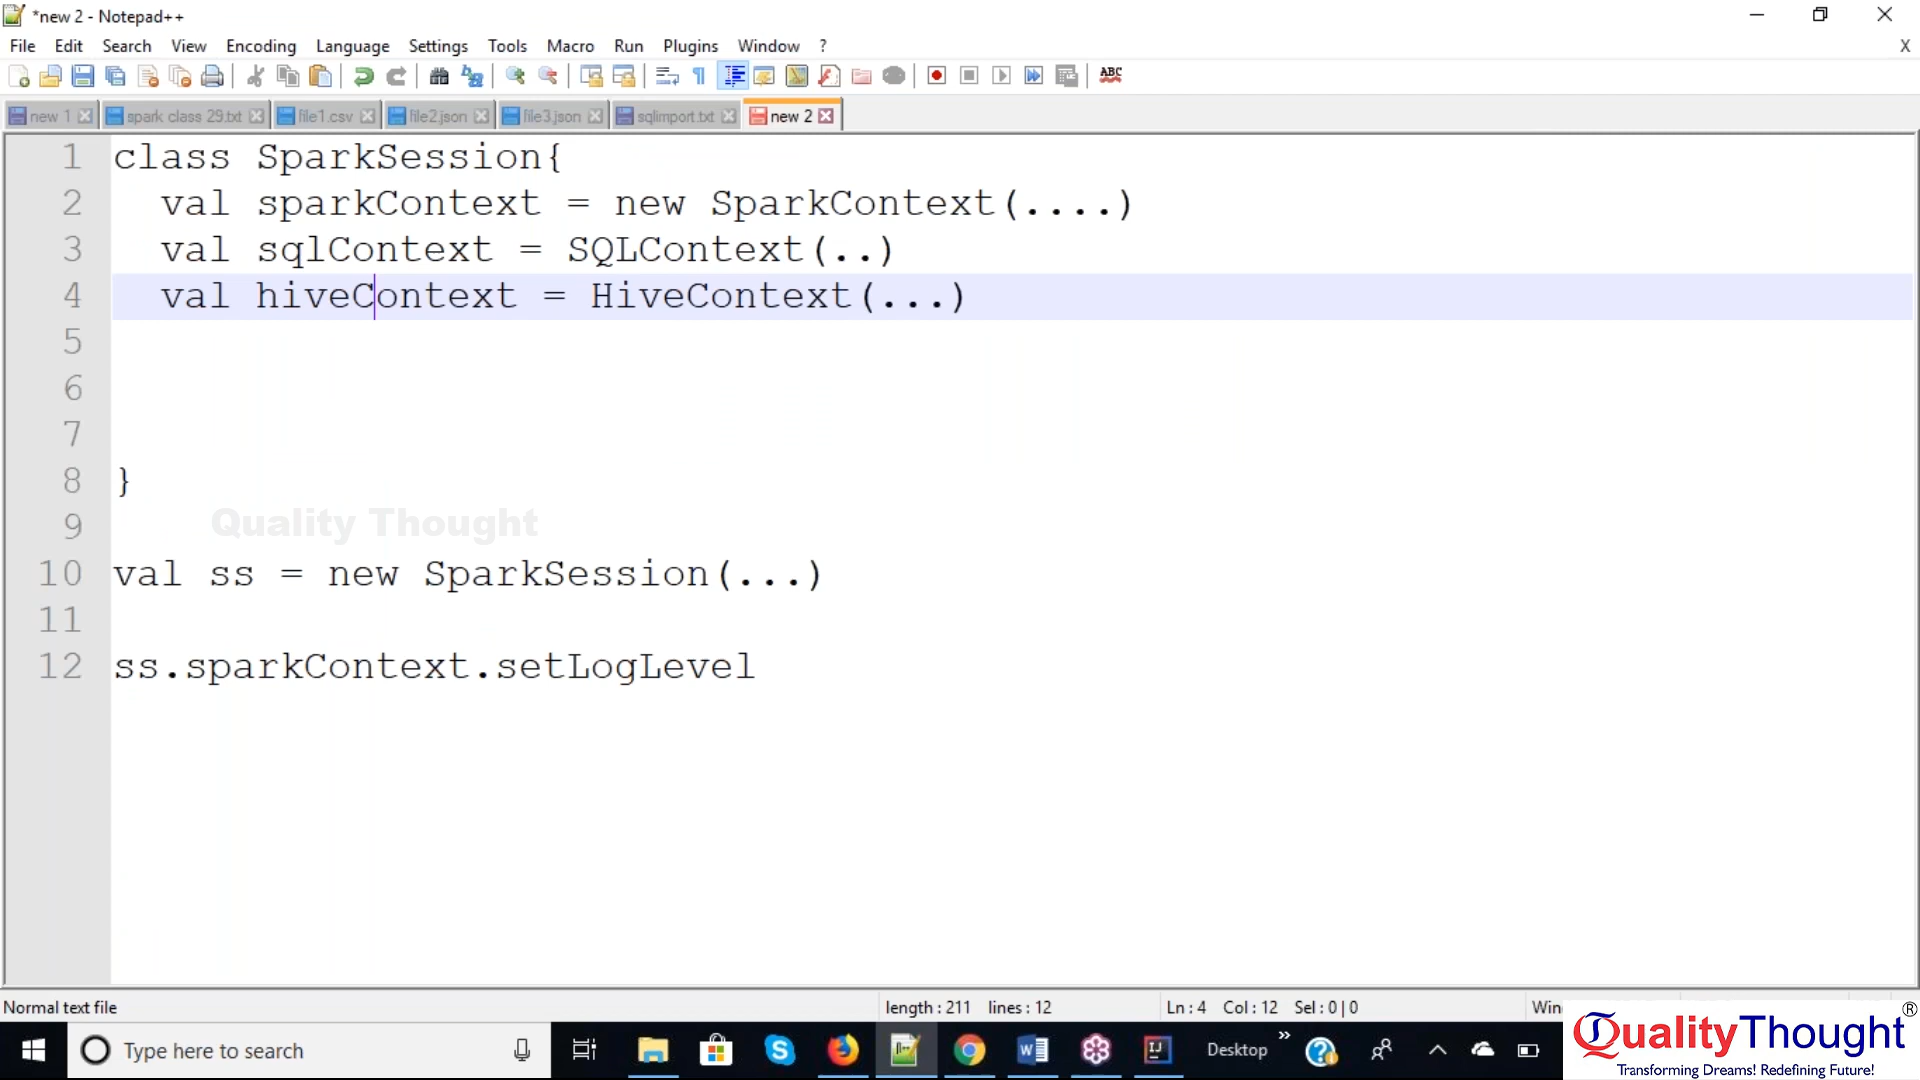 *new 2 - Notepad++
File Edit Search View Encoding Language Settings Tools Macro Run Plugins Window ? X
ABC
new 1 spark class 29.txt file1.csv file2.json file3.json sqlimport.txt new 2
1 class SparkSession{
2 val sparkContext = new SparkContext(....)
3 val sqlContext = SQLContext(..)
4 val hiveContext = HiveContext(...)
5
6
7
8 }
9
Quality Thought
10 val ss = new SparkSession(...)
11
12 ss.sparkContext.setLogLevel
Normal text file length : 211 lines : 12 Ln : 4 Col : 12 Sel : 0 | 0 Win
Type here to search Desktop
QualityThought®
Transforming Dreams! Redefining Future!